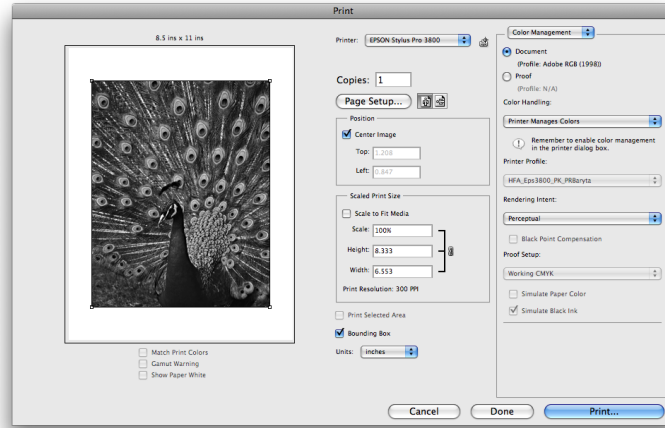 Print
8.5 ins x 11 ins
Match Print Colors
Gamut Warning
Show Paper White
Printer: EPSON Stylus Pro 3800
Copies: 1
Page Setup...
Position
Center Image
Top: 1.208
Left: 0.847
Scaled Print Size
Scale to Fit Media
Scale: 100%
Height: 8.333
Width: 6.553
Print Resolution: 300 PPI
Print Selected Area
Bounding Box
Units: inches
Color Management
Document
(Profile: Adobe RGB (1998))
Proof
(Profile: N/A)
Color Handling:
Printer Manages Colors
Remember to enable color management
in the printer dialog box.
Printer Profile:
HFA_Eps3800_PK_PRBaryta
Rendering Intent:
Perceptual
Black Point Compensation
Proof Setup:
Working CMYK
Simulate Paper Color
Simulate Black Ink
Cancel
Done
Print...